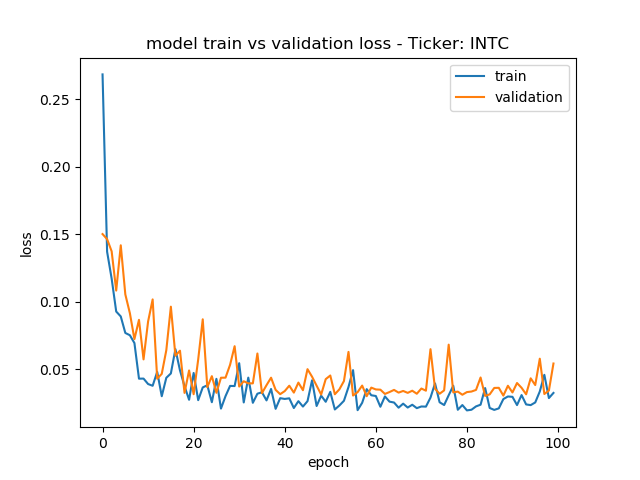 model train vs validation loss - Ticker: INTC
train
validation
loss
0.25
0.20
0.15
0.10
0.05
0
20
40
60
80
100
epoch